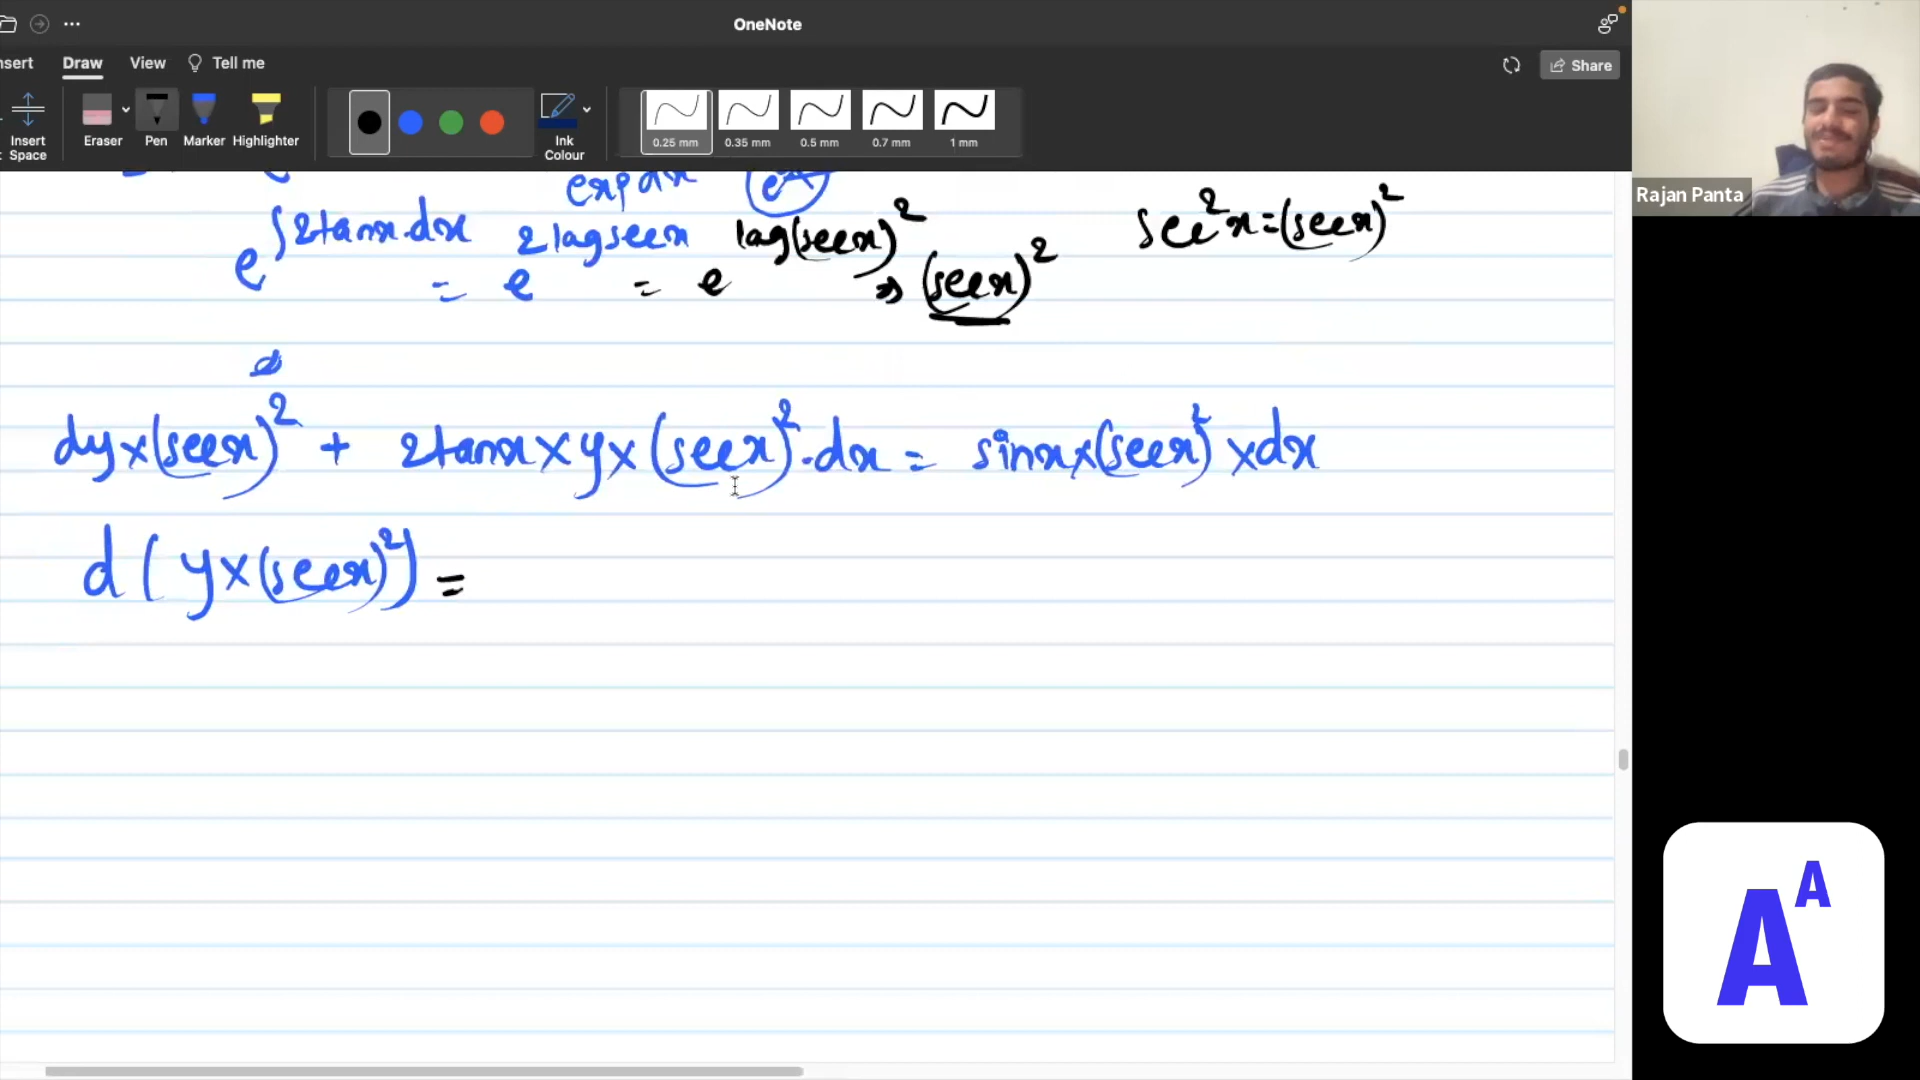 OneNote
nsert Draw View Tell me Share
Insert Space Eraser Pen Marker Highlighter Ink Colour 0.25 mm 0.35 mm 0.5 mm 0.7 mm 1 mm
Rajan Panta
e^∫2tanx.dx = e^2logsecx = e^log(secx)^2 ⇒ (secx)^2 sec^2x=(secx)^2
dy×(secx)^2 + 2tanx×y×(secx)^2.dx = sinx×(secx)^2×dx
d(y×(secx)^2) =
A^A